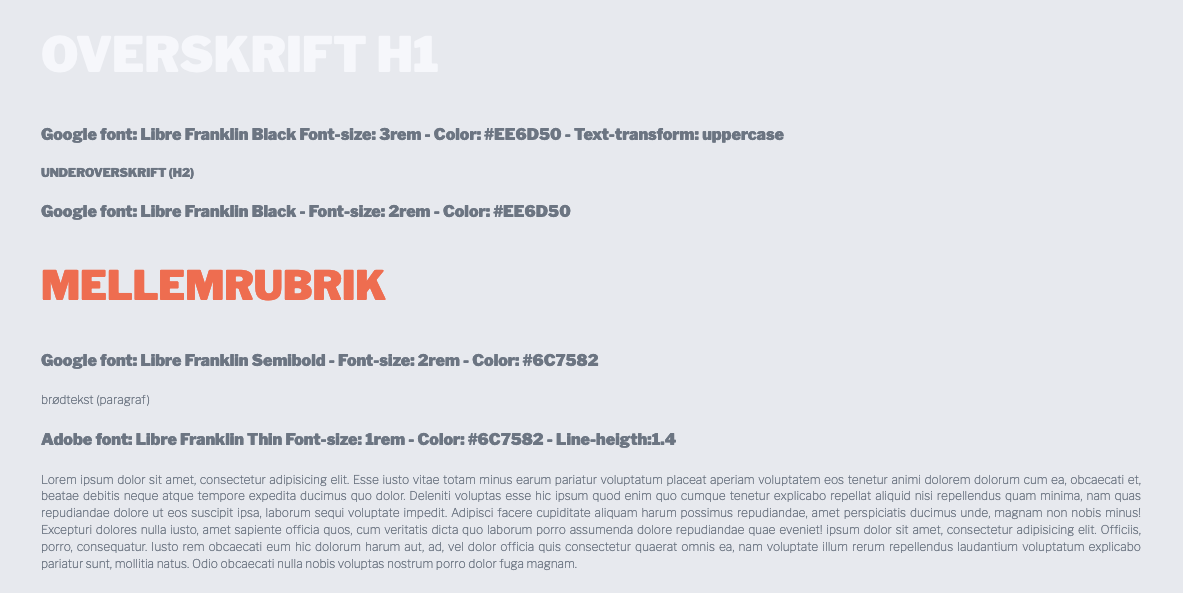 OVERSKRIFT H1
Google font: Libre Franklin Black Font-size: 3rem - Color: #EE6D50 - Text-transform: uppercase
UNDEROVERSKRIFT (H2)
Google font: Libre Franklin Black - Font-size: 2rem - Color: #EE6D50
MELLEMRUBRIK
Google font: Libre Franklin Semibold - Font-size: 2rem - Color: #6C7582
brødtekst (paragraf)
Adobe font: Libre Franklin Thin Font-size: 1rem - Color: #6C7582 - Line-heigth:1.4
Lorem ipsum dolor sit amet, consectetur adipisicing elit. Esse iusto vitae totam minus earum pariatur voluptatum placeat aperiam voluptatem eos tenetur animi dolorem dolorum cum ea, obcaecati et,
beatae debitis neque atque tempore expedita ducimus quo dolor. Deleniti voluptas esse hic ipsum quod enim quo cumque tenetur explicabo repellat aliquid nisi repellendus quam minima, nam quas
repudiandae dolore ut eos suscipit ipsa, laborum sequi voluptate impedit. Adipisci facere cupiditate aliquam harum possimus repudiandae, amet perspiciatis ducimus unde, magnam non nobis minus!
Excepturi dolores nulla iusto, amet sapiente officia quos, cum veritatis dicta quo laborum porro assumenda dolore repudiandae quae eveniet! ipsum dolor sit amet, consectetur adipisicing elit. Officiis,
porro, consequatur. Iusto rem obcaecati eum hic dolorum harum aut, ad, vel dolor officia quis consectetur quaerat omnis ea, nam voluptate illum rerum repellendus laudantium voluptatum explicabo
pariatur sunt, mollitia natus. Odio obcaecati nulla nobis voluptas nostrum porro dolor fuga magnam.